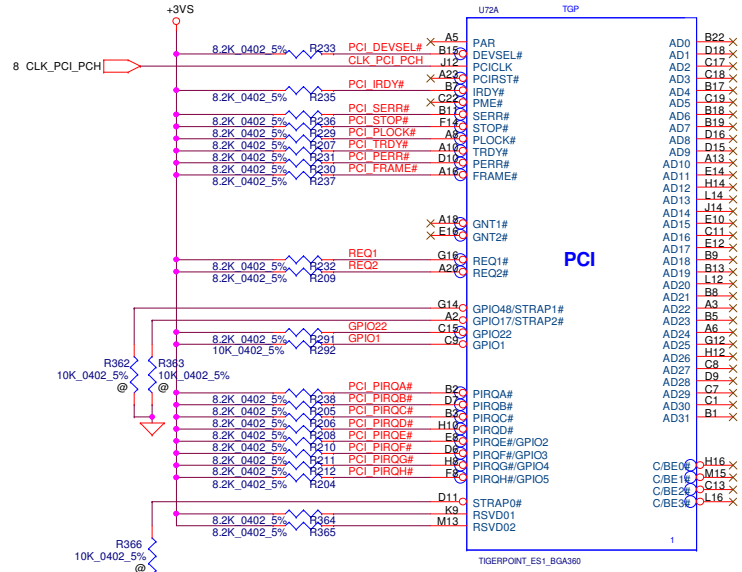 +3VS
U72A
TGP
8 CLK_PCI_PCH
8.2K_0402_5% R233 PCI_DEVSEL#
CLK_PCI_PCH
8.2K_0402_5% R235 PCI_IRDY#
8.2K_0402_5% R236 PCI_SERR#
8.2K_0402_5% R229 PCI_STOP#
8.2K_0402_5% R207 PCI_PLOCK#
8.2K_0402_5% R231 PCI_TRDY#
8.2K_0402_5% R230 PCI_PERR#
8.2K_0402_5% R237 PCI_FRAME#
8.2K_0402_5% R232 REQ1
8.2K_0402_5% R209 REQ2
8.2K_0402_5% R291 GPIO22
10K_0402_5% R292 GPIO1
R362
10K_0402_5%
@
R363
10K_0402_5%
@
8.2K_0402_5% R238 PCI_PIRQA#
8.2K_0402_5% R205 PCI_PIRQB#
8.2K_0402_5% R206 PCI_PIRQC#
8.2K_0402_5% R208 PCI_PIRQD#
8.2K_0402_5% R210 PCI_PIRQE#
8.2K_0402_5% R211 PCI_PIRQF#
8.2K_0402_5% R212 PCI_PIRQG#
8.2K_0402_5% R204 PCI_PIRQH#
8.2K_0402_5% R364
8.2K_0402_5% R365
R366
10K_0402_5%
@
A5 PAR
B15 DEVSEL#
J12 PCICLK
A23 PCIRST#
B7 IRDY#
C22 PME#
B11 SERR#
F14 STOP#
A8 PLOCK#
A10 TRDY#
D10 PERR#
A16 FRAME#
A18 GNT1#
E16 GNT2#
G16 REQ1#
A20 REQ2#
G14 GPIO48/STRAP1#
A2 GPIO17/STRAP2#
C15 GPIO22
C9 GPIO1
B2 PIRQA#
D7 PIRQB#
B3 PIRQC#
H10 PIRQD#
E8 PIRQE#/GPIO2
D6 PIRQF#/GPIO3
H8 PIRQG#/GPIO4
F8 PIRQH#/GPIO5
D11 STRAP0#
K9 RSVD01
M13 RSVD02
PCI
AD0 B22
AD1 D18
AD2 C17
AD3 C18
AD4 B17
AD5 C19
AD6 B18
AD7 B19
AD8 D16
AD9 D15
AD10 A13
AD11 E14
AD12 H14
AD13 L14
AD14 J14
AD15 E10
AD16 C11
AD17 E12
AD18 B9
AD19 B13
AD20 L12
AD21 B8
AD22 A3
AD23 B5
AD24 A6
AD25 G12
AD26 H12
AD27 C8
AD28 D9
AD29 C7
AD30 C1
AD31 B1
C/BE0# H16
C/BE1# M15
C/BE2# C13
C/BE3# L16
1
TIGERPOINT_ES1_BGA360